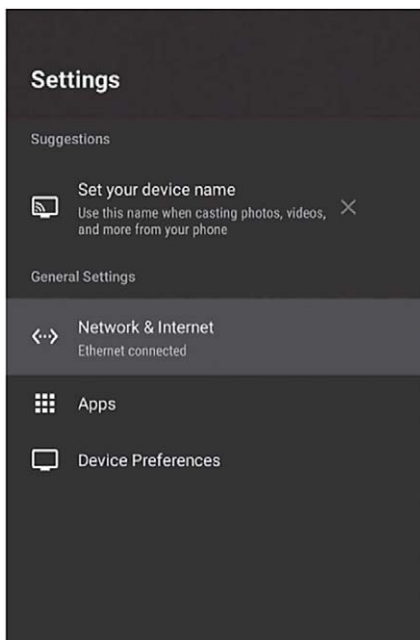 Settings
Suggestions
Set your device name
Use this name when casting photos, videos,
and more from your phone
General Settings
Network & Internet
Ethernet connected
Apps
Device Preferences